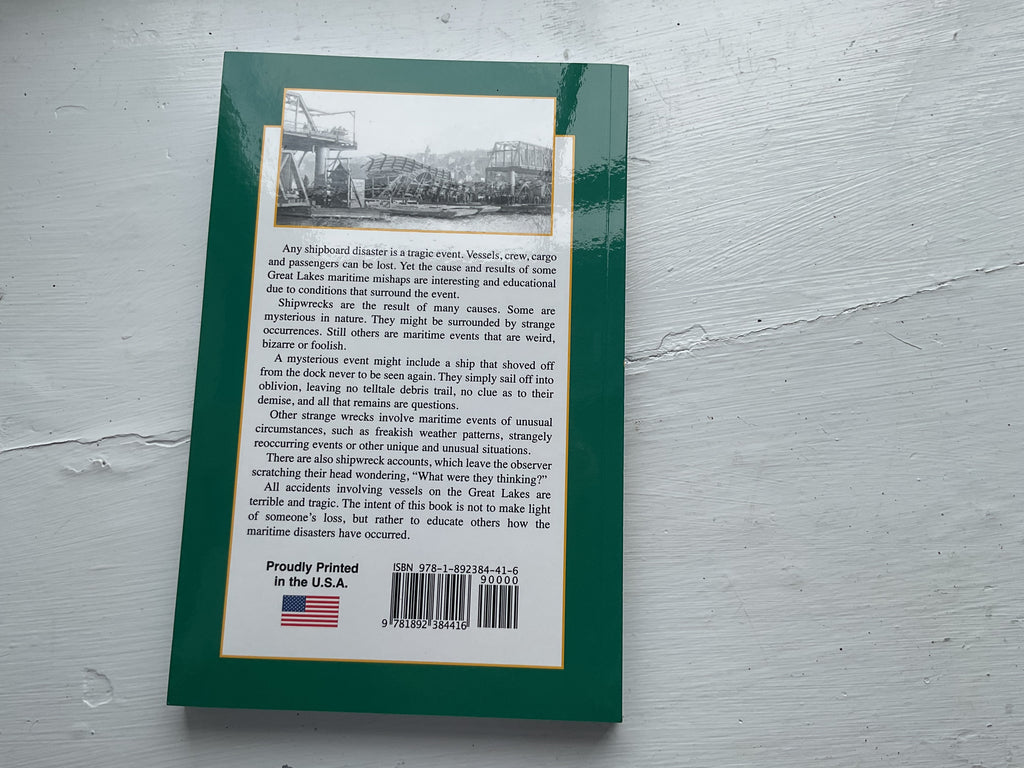 Any shipboard disaster is a tragic event. Vessels, crew, cargo
and passengers can be lost. Yet the cause and results of some
Great Lakes maritime mishaps are interesting and educational
due to conditions that surround the event.
Shipwrecks are the result of many causes. Some are
mysterious in nature. They might be surrounded by strange
occurrences. Still others are maritime events that are weird,
bizarre or foolish.
A mysterious event might include a ship that shoved off
from the dock never to be seen again. They simply sail off into
oblivion, leaving no telltale debris trail, no clue as to their
demise, and all that remains are questions.
Other strange wrecks involve maritime events of unusual
circumstances, such as freakish weather patterns, strangely
reoccurring events or other unique and unusual situations.
There are also shipwreck accounts, which leave the observer
scratching their head wondering, “What were they thinking?”
All accidents involving vessels on the Great Lakes are
terrible and tragic. The intent of this book is not to make light
of someone’s loss, but rather to educate others how the
maritime disasters have occurred.
Proudly Printed
in the U.S.A.
ISBN 978-1-892384-41-6
90000
9 781892 384416